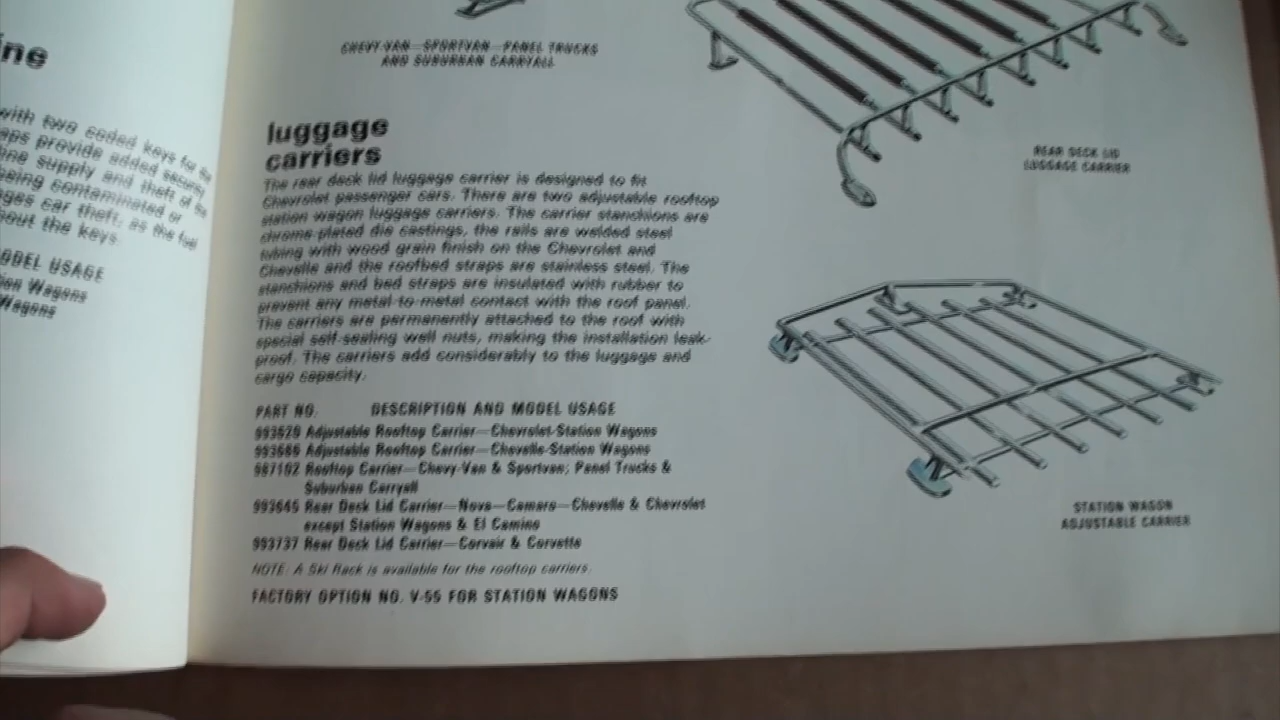 ine
with two coded keys for
provide added security
line supply and theft of
being contaminated or
car theft, as the fuel
out the keys.
MODEL USAGE
Wagons
Wagons
CHEVY-VAN—SPORTVAN—PANEL TRUCKS
AND SUBURBAN CARRYALL
luggage
carriers
The rear deck lid luggage carrier is designed to fit
Chevrolet passenger cars. There are two adjustable rooftop
station wagon luggage carriers. The carrier stanchions are
chrome plated die castings, the rails are welded steel
tubing with wood grain finish on the Chevrolet and
Chevelle and the roofbed straps are stainless steel. The
stanchions and bed straps are insulated with rubber to
prevent any metal-to-metal contact with the roof panel.
The carriers are permanently attached to the roof with
special self-sealing well nuts, making the installation leak-
proof. The carriers add considerably to the luggage and
cargo capacity.
PART NO. DESCRIPTION AND MODEL USAGE
Adjustable Rooftop Carrier—Chevrolet Station Wagons
Adjustable Rooftop Carrier—Chevelle Station Wagons
987102 Rooftop Carrier—Chevy-Van & Sportvan; Panel Trucks &
Suburban Carryall
993645 Rear Deck Lid Carrier—Nova—Camaro—Chevelle & Chevrolet
except Station Wagons & El Camino
993737 Rear Deck Lid Carrier—Corvair & Corvette
NOTE: A Ski Rack is available for the rooftop carriers.
FACTORY OPTION NO. V-55 FOR STATION WAGONS
REAR DECK LID
LUGGAGE CARRIER
STATION WAGON
ADJUSTABLE CARRIER